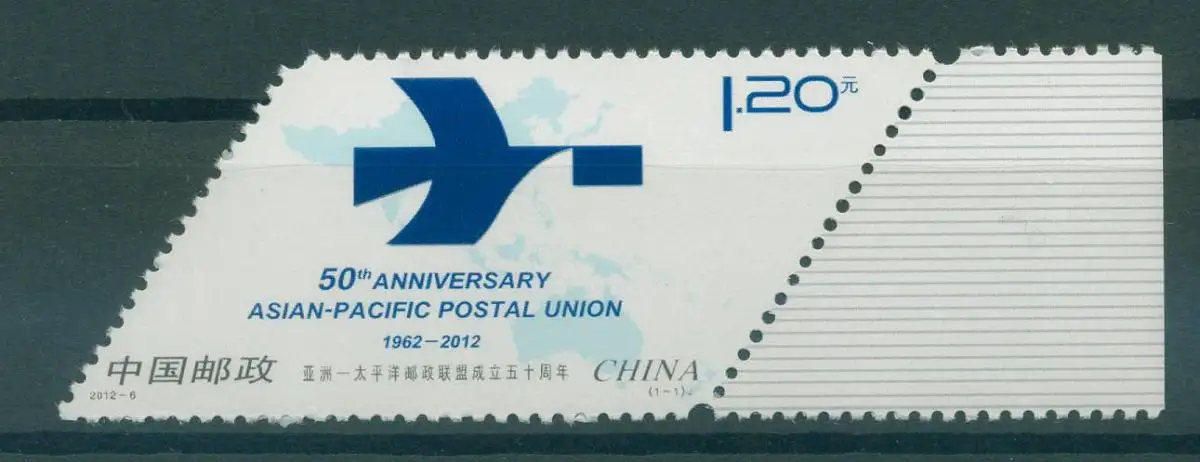 1.20元
50th ANNIVERSARY
ASIAN-PACIFIC POSTAL UNION
1962-2012
中国邮政 亚洲—太平洋邮政联盟成立五十周年 CHINA
2012-6 (1-1)